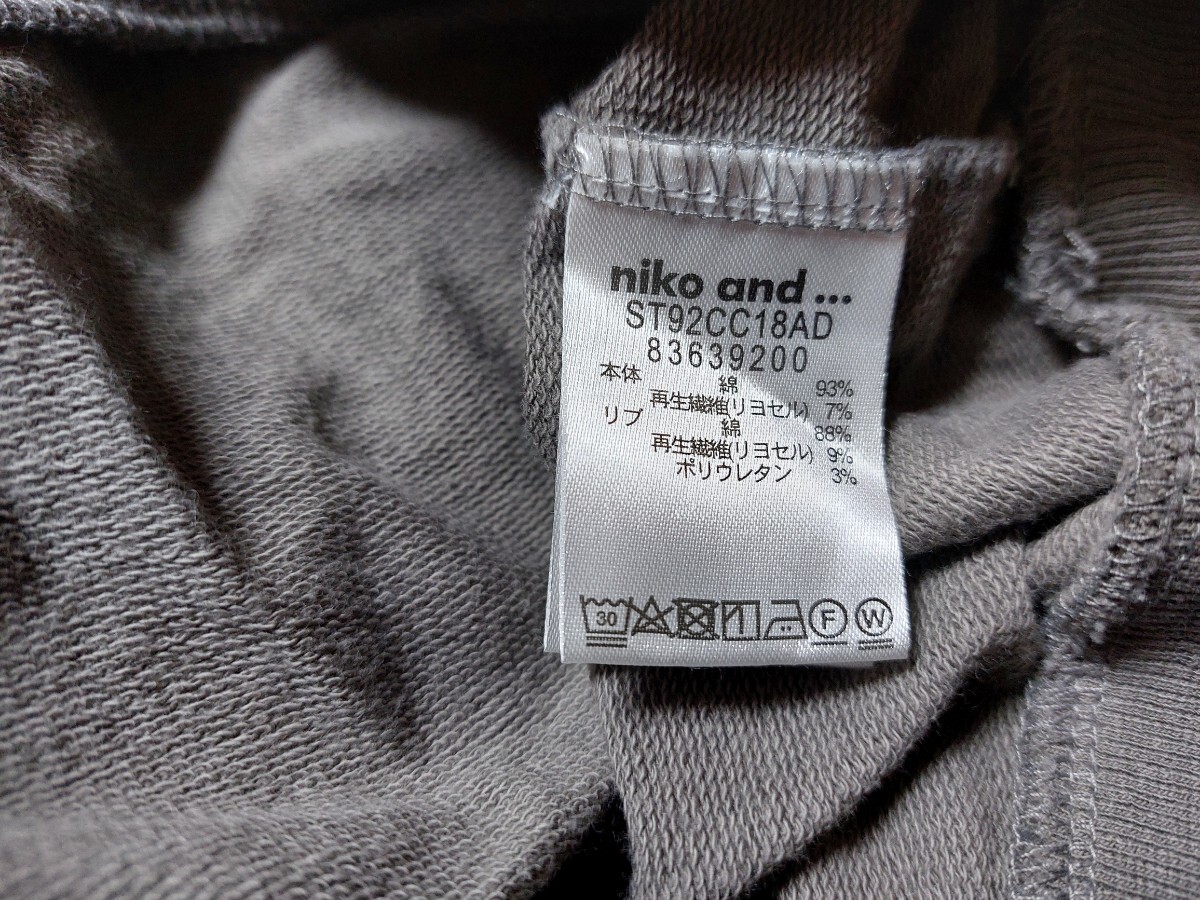 niko and ...
ST92CC18AD
83639200
本体 綿 93%
再生繊維(リヨセル) 7%
リブ 綿 88%
再生繊維(リヨセル) 9%
ポリウレタン 3%
30 F W